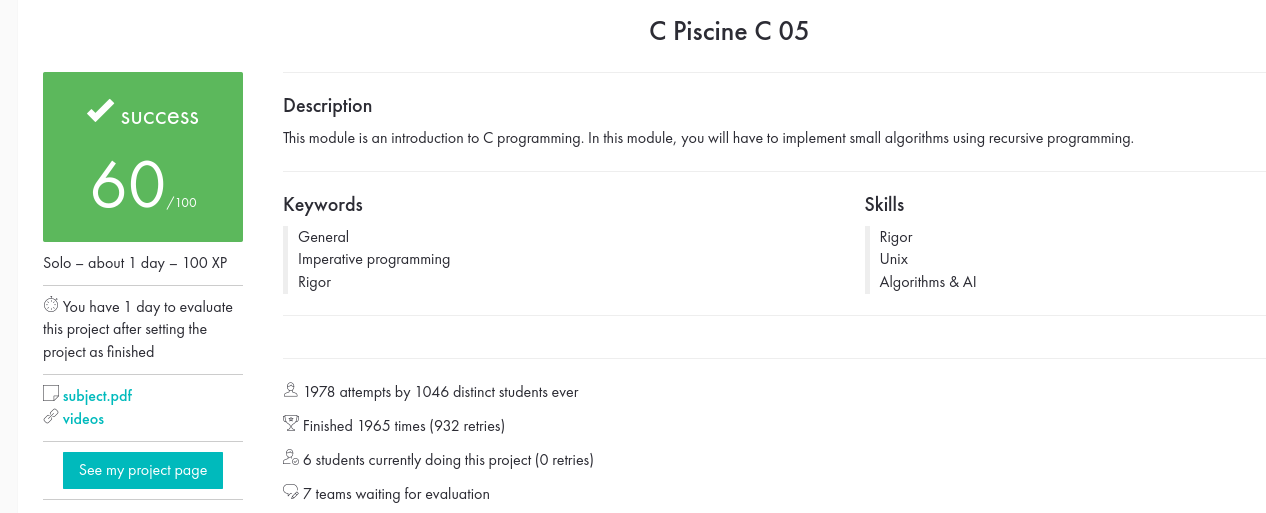 C Piscine C 05
success
60/100
Solo – about 1 day – 100 XP
You have 1 day to evaluate
this project after setting the
project as finished
subject.pdf
videos
See my project page
Description
This module is an introduction to C programming. In this module, you will have to implement small algorithms using recursive programming.
Keywords
General
Imperative programming
Rigor
Skills
Rigor
Unix
Algorithms & AI
1978 attempts by 1046 distinct students ever
Finished 1965 times (932 retries)
6 students currently doing this project (0 retries)
7 teams waiting for evaluation